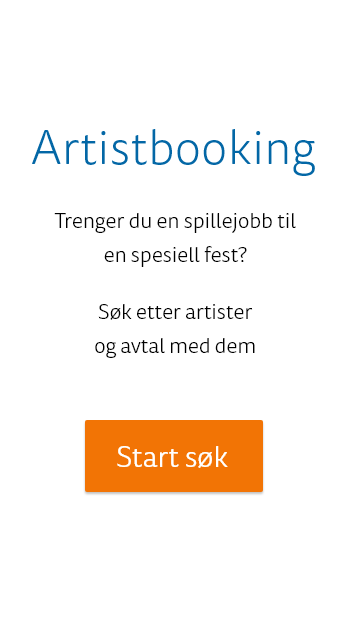 Artistbooking
Trenger du en spillejobb til
en spesiell fest?
Søk etter artister
og avtal med dem
Start søk